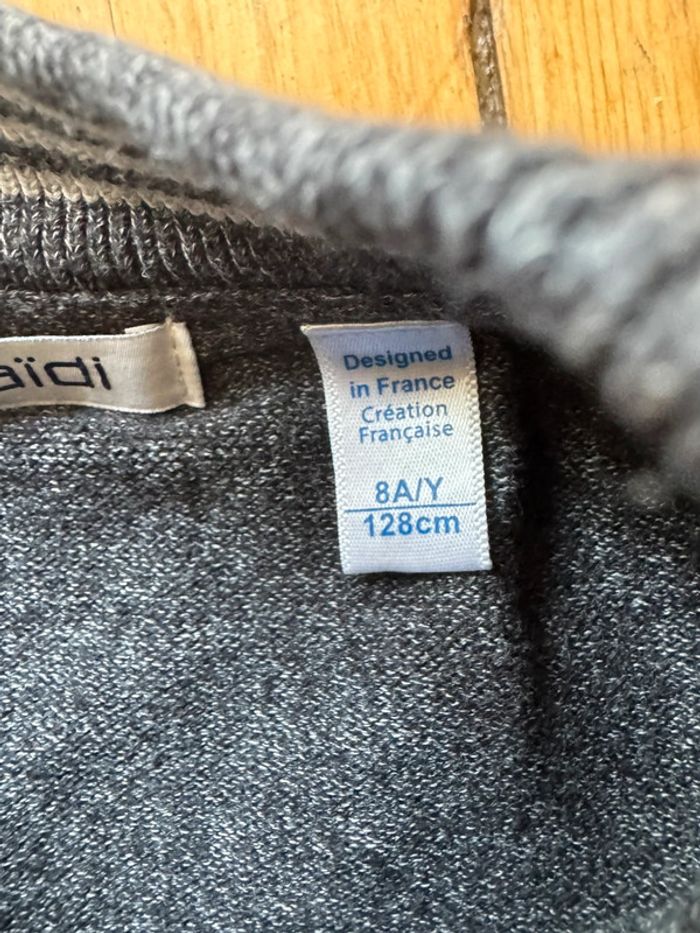 aïdi
Designed
in France
Création
Française
8A/Y
128cm